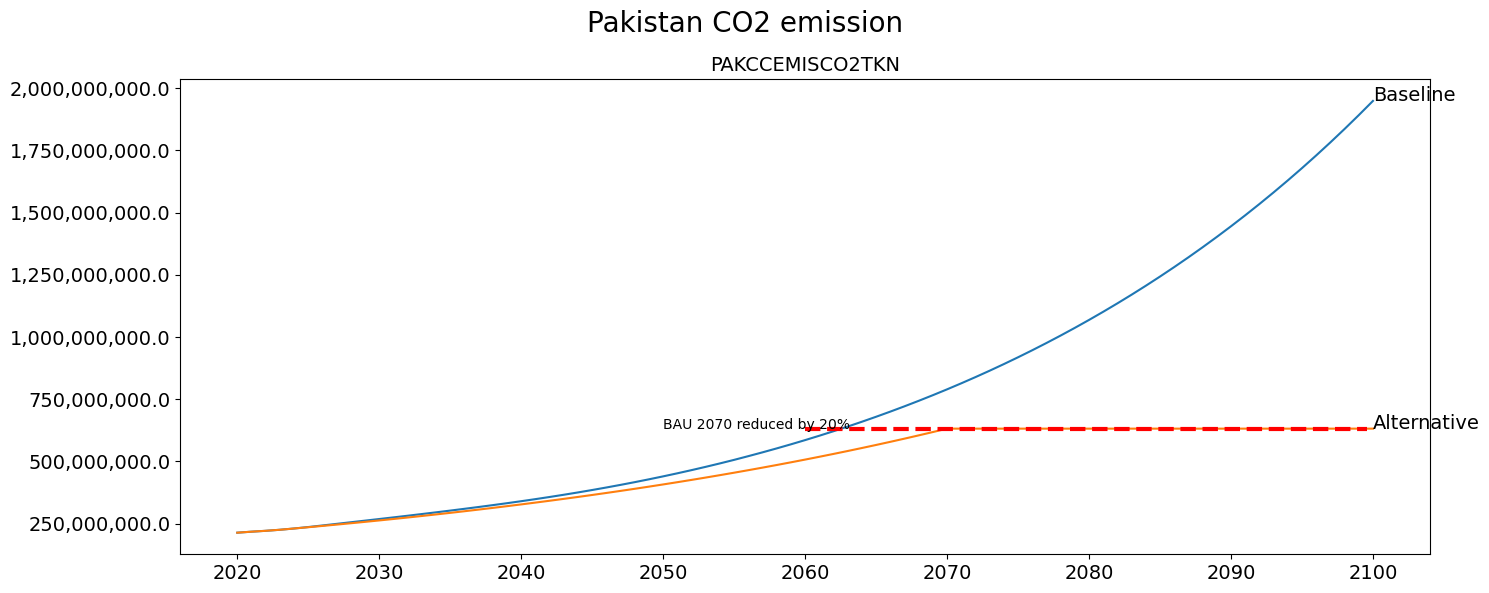 Pakistan CO2 emission
PAKCCEMISCO2TKN
2,000,000,000.0
Baseline
1,750,000,000.0
1,500,000,000.0
1,250,000,000.0
1,000,000,000.0
750,000,000.0
BAU 2070 reduced by 20%
Alternative
500,000,000.0
250,000,000.0
2020 2030 2040 2050 2060 2070 2080 2090 2100